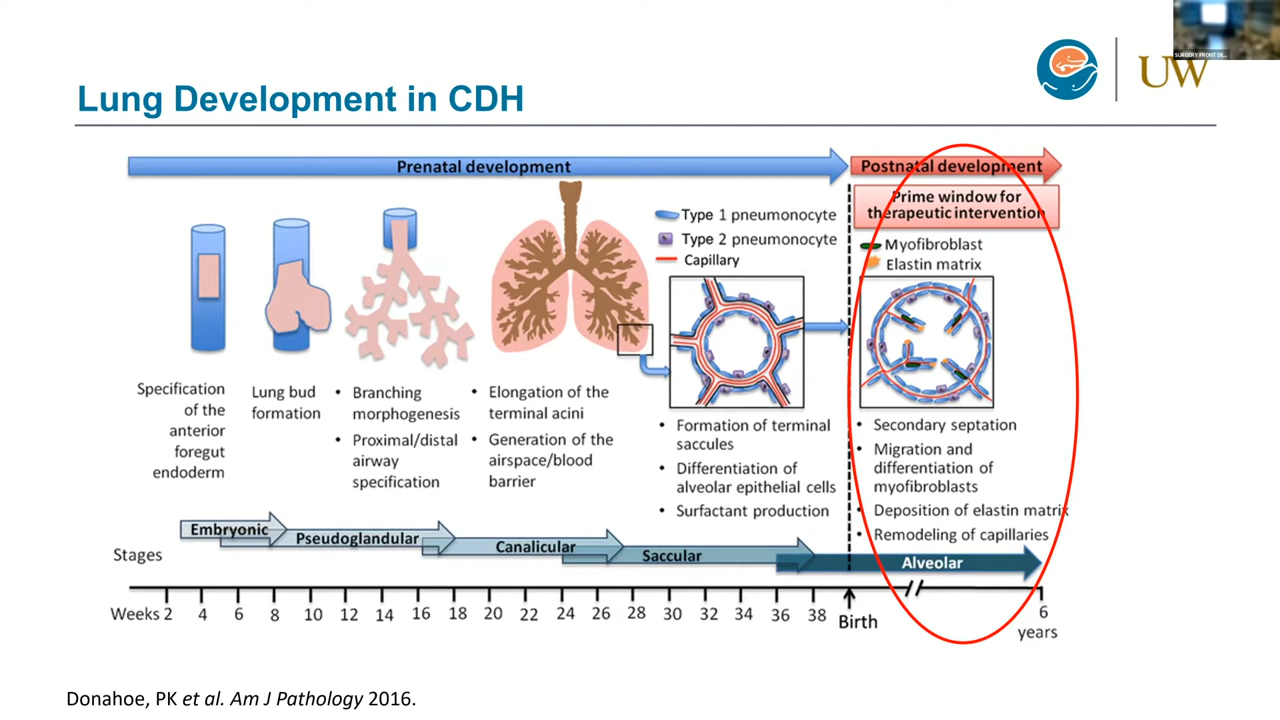 SURGERY FRONT DE...
UW
Lung Development in CDH
Prenatal development
Postnatal development
Prime window for
therapeutic intervention
Type 1 pneumonocyte
Type 2 pneumonocyte
Capillary
Myofibroblast
Elastin matrix
Specification
of the
anterior
foregut
endoderm
Lung bud
formation
• Branching
morphogenesis
• Proximal/distal
airway
specification
• Elongation of the
terminal acini
• Generation of the
airspace/blood
barrier
• Formation of terminal
saccules
• Differentiation of
alveolar epithelial cells
• Surfactant production
• Secondary septation
• Migration and
differentiation of
myofibroblasts
• Deposition of elastin matrix
• Remodeling of capillaries
Stages
Embryonic
Pseudoglandular
Canalicular
Saccular
Alveolar
Weeks 2 4 6 8 10 12 14 16 18 20 22 24 26 28 30 32 34 36 38 Birth 6
years
Donahoe, PK et al. Am J Pathology 2016.